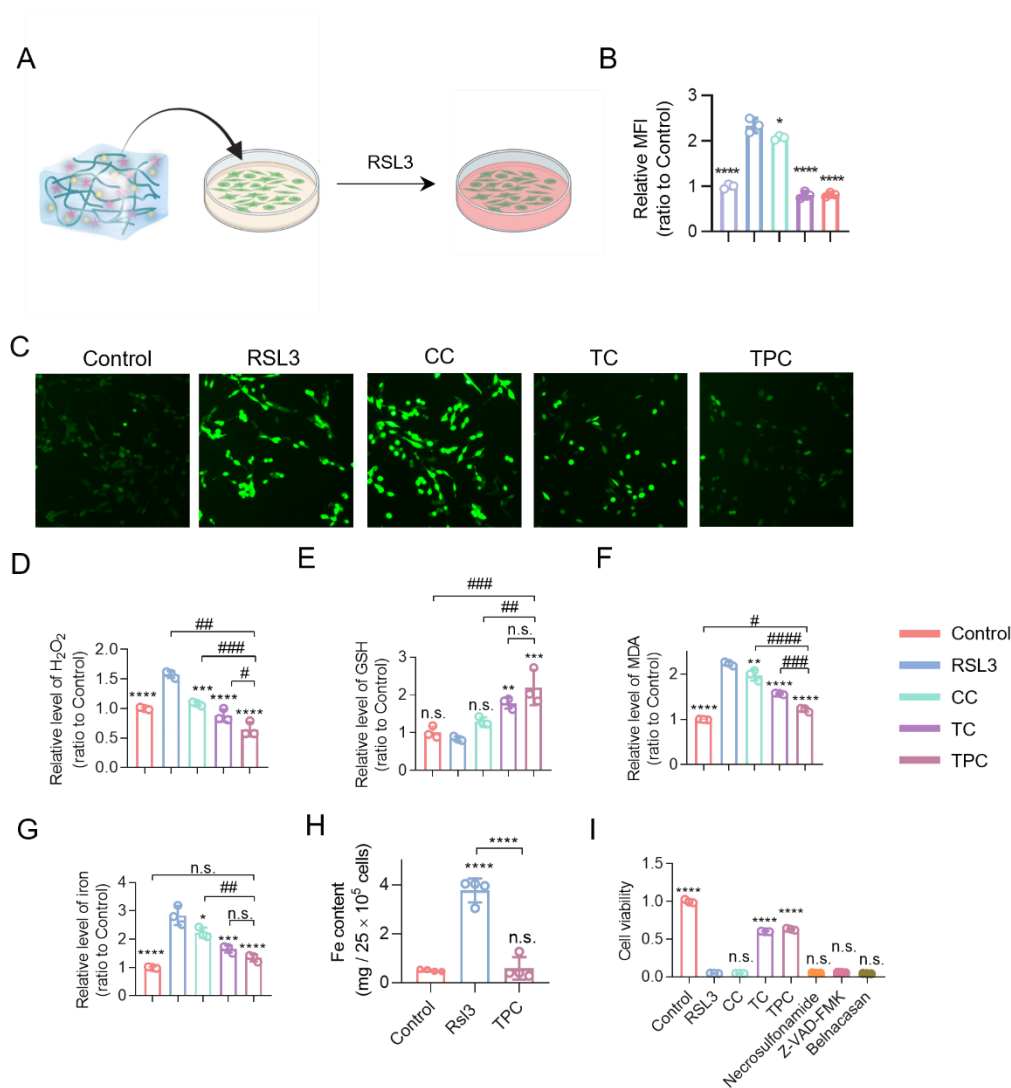 A
RSL3
B
Relative MFI
(ratio to Control)
3
2
1
0
****
*
****
****
C
Control
RSL3
CC
TC
TPC
D
Relative level of H₂O₂
(ratio to Control)
2.0
1.5
1.0
0.5
0.0
##
###
#
****
***
****
****
E
Relative level of GSH
(ratio to Control)
3
2
1
0
###
##
n.s.
n.s.
n.s.
**
***
F
Relative level of MDA
(ratio to Control)
2
1
0
#
####
###
****
**
****
****
Control
RSL3
CC
TC
TPC
G
Relative level of iron
(ratio to Control)
4
3
2
1
0
n.s.
##
n.s.
****
*
***
****
H
Fe content
(mg / 25 × 10⁵ cells)
4
2
0
****
****
n.s.
Control
Rsl3
TPC
I
Cell viability
1.5
1.0
0.5
0.0
****
n.s.
****
****
n.s.
n.s.
n.s.
Control
RSL3
CC
TC
TPC
Necrosulfonamide
Z-VAD-FMK
Belnacasan